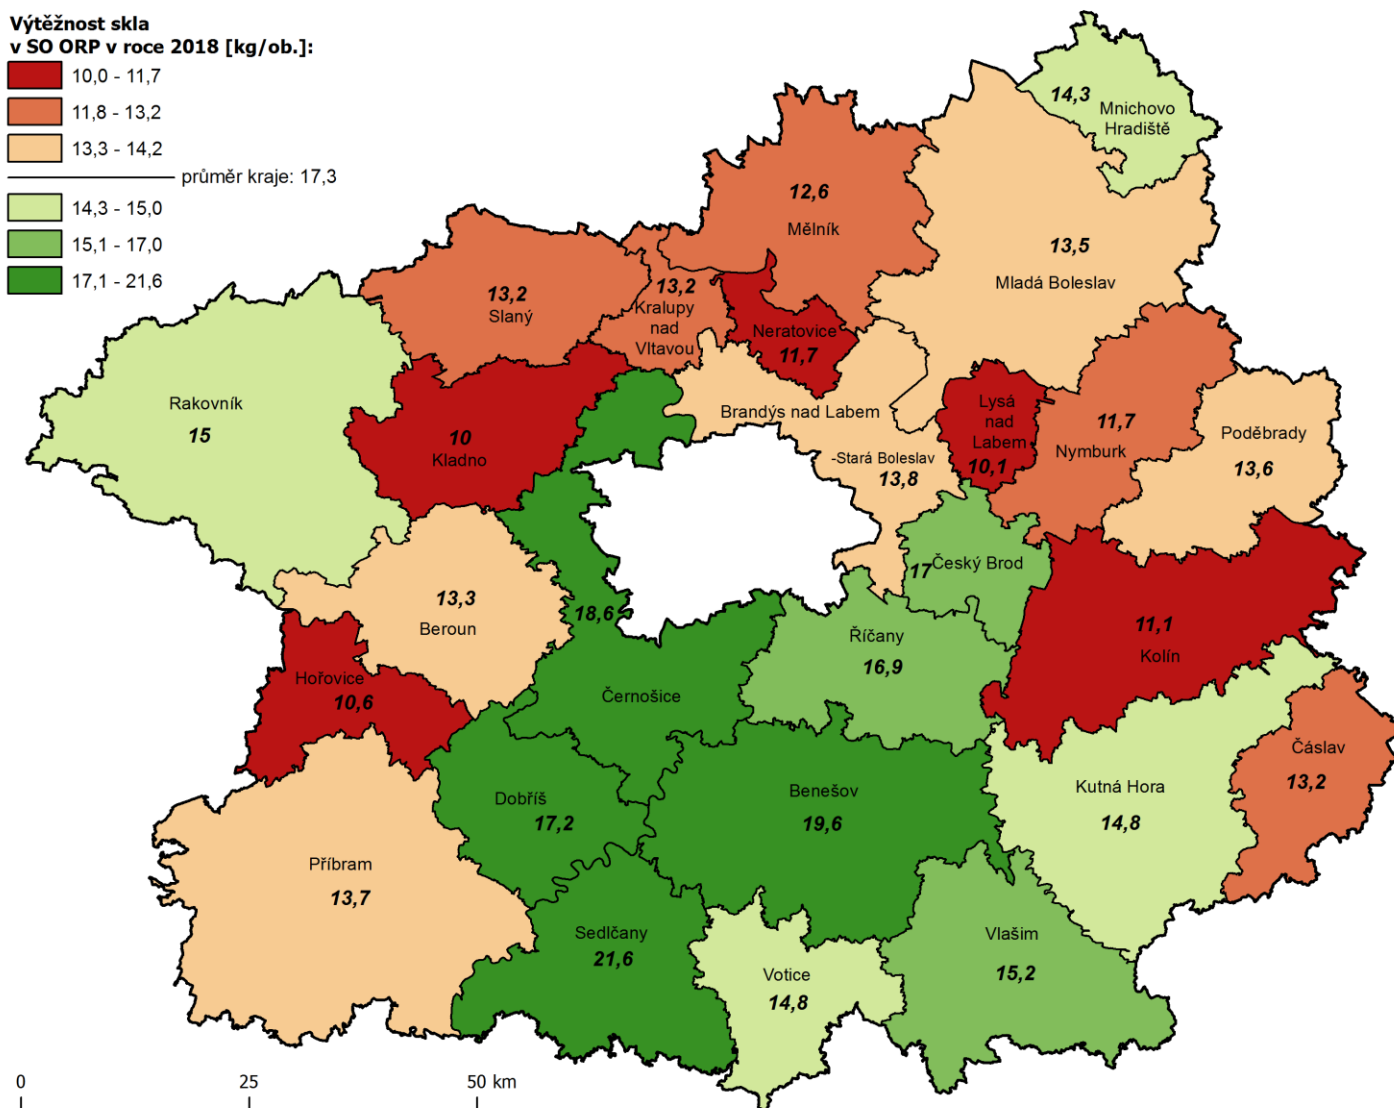 Výtěžnost skla
v SO ORP v roce 2018 [kg/ob.]:
10,0 - 11,7
11,8 - 13,2
13,3 - 14,2
průměr kraje: 17,3
14,3 - 15,0
15,1 - 17,0
17,1 - 21,6
14,3
Mnichovo
Hradiště
12,6
Mělník
13,5
Mladá Boleslav
13,2
Slaný
13,2
Kralupy
nad
Vltavou
Neratovice
11,7
Rakovník
15
10
Kladno
Brandýs nad Labem
-Stará Boleslav
13,8
Lysá
nad
Labem
10,1
11,7
Nymburk
Poděbrady
13,6
17
Český Brod
13,3
Beroun
18,6
Černošice
Říčany
16,9
11,1
Kolín
Hořovice
10,6
Čáslav
13,2
Kutná Hora
14,8
Dobříš
17,2
Benešov
19,6
Příbram
13,7
Sedlčany
21,6
Votice
14,8
Vlašim
15,2
0
25
50 km